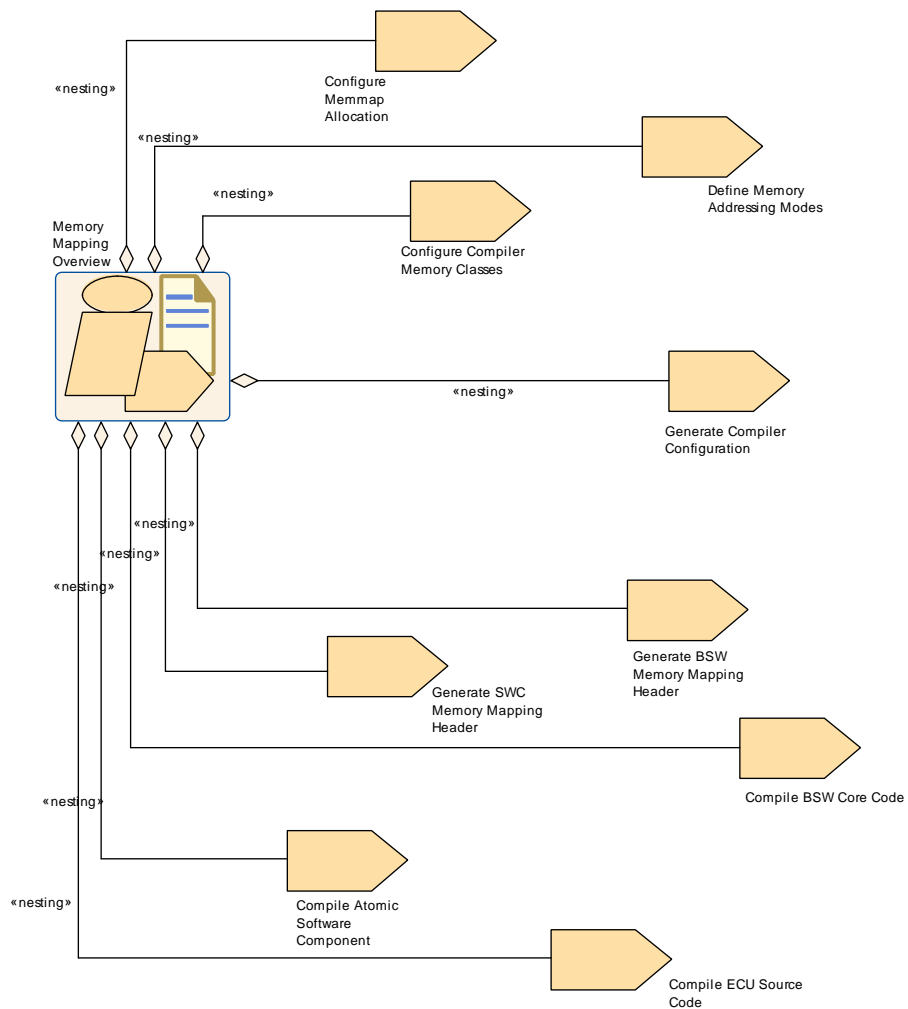 «nesting»
Configure
Memmap
Allocation
«nesting»
Define Memory
Addressing Modes
«nesting»
Configure Compiler
Memory Classes
Memory
Mapping
Overview
«nesting»
Generate Compiler
Configuration
«nesting»
«nesting»
«nesting»
Generate BSW
Memory Mapping
Header
Generate SWC
Memory Mapping
Header
Compile BSW Core Code
«nesting»
Compile Atomic
Software
Component
«nesting»
Compile ECU Source
Code